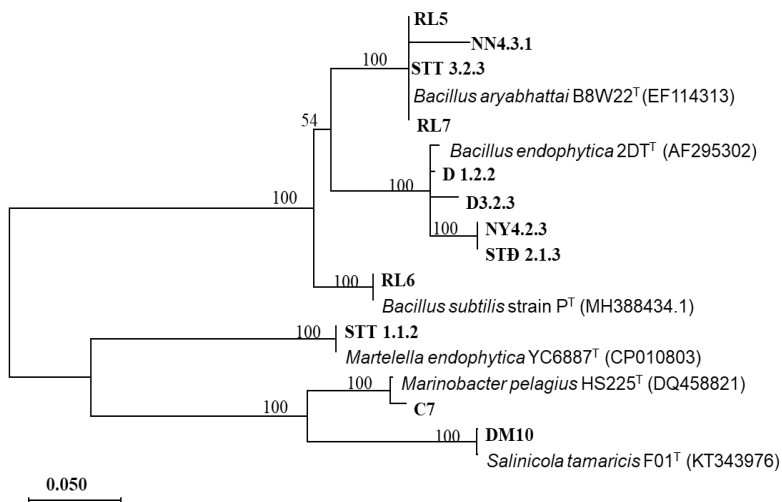 RL5
100
NN4.3.1
STT 3.2.3
Bacillus aryabhattai B8W22ᵀ (EF114313)
54
RL7
Bacillus endophytica 2DTᵀ (AF295302)
D 1.2.2
100
D3.2.3
100
100
NY4.2.3
STĐ 2.1.3
100
RL6
Bacillus subtilis strain Pᵀ (MH388434.1)
100
STT 1.1.2
Martelella endophytica YC6887ᵀ (CP010803)
100
Marinobacter pelagius HS225ᵀ (DQ458821)
100
C7
100
DM10
Salinicola tamaricis F01ᵀ (KT343976)
0.050